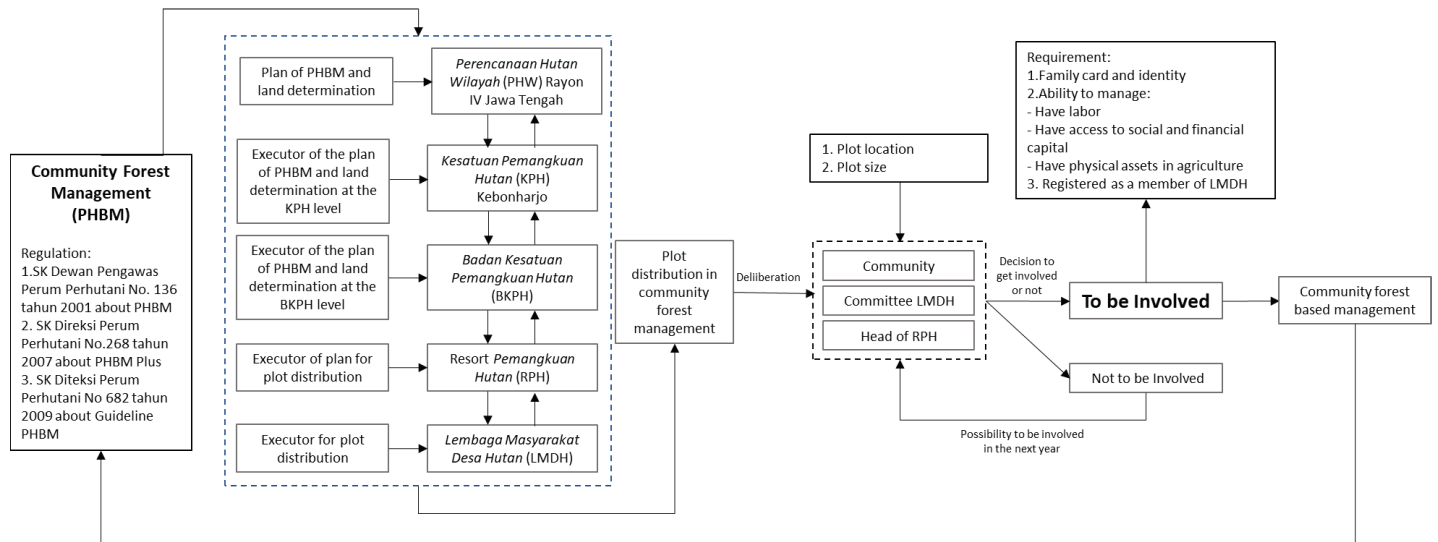 Community Forest
Management
(PHBM)
Regulation:
1.SK Dewan Pengawas
Perum Perhutani No. 136
tahun 2001 about PHBM
2. SK Direksi Perum
Perhutani No.268 tahun
2007 about PHBM Plus
3. SK Diteksi Perum
Perhutani No 682 tahun
2009 about Guideline
PHBM
Plan of PHBM and
land determination
Perencanaan Hutan
Wilayah (PHW) Rayon
IV Jawa Tengah
Executor of the plan
of PHBM and land
determination at the
KPH level
Kesatuan Pemangkuan
Hutan (KPH)
Kebonharjo
Executor of the plan
of PHBM and land
determination at the
BKPH level
Badan Kesatuan
Pemangkuan Hutan
(BKPH)
Executor of plan for
plot distribution
Resort Pemangkuan
Hutan (RPH)
Executor for plot
distribution
Lembaga Masyarakat
Desa Hutan (LMDH)
Plot
distribution in
community
forest
management
Deliiberation
1. Plot location
2. Plot size
Community
Committee LMDH
Head of RPH
Decision to
get involved
or not
Requirement:
1.Family card and identity
2.Ability to manage:
- Have labor
- Have access to social and financial
capital
- Have physical assets in agriculture
3. Registered as a member of LMDH
To be Involved
Not to be Involved
Possibility to be involved
in the next year
Community forest
based management